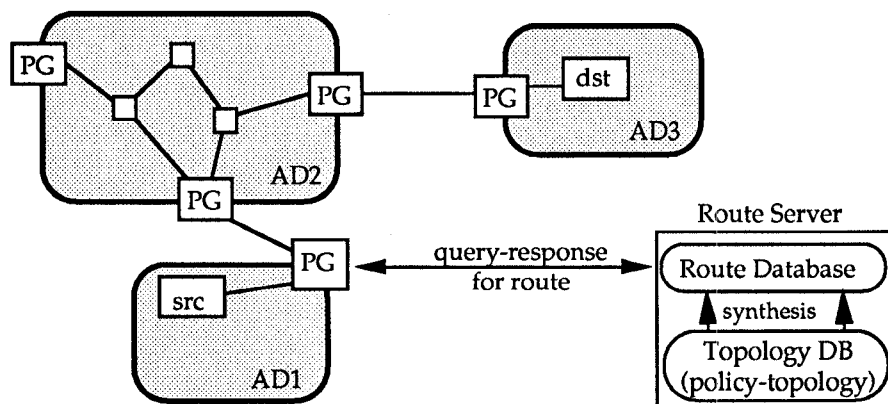 PG
PG
PG
dst
AD3
AD2
PG
Route Server
PG
query-response
for route
Route Database
src
synthesis
Topology DB
(policy-topology)
AD1